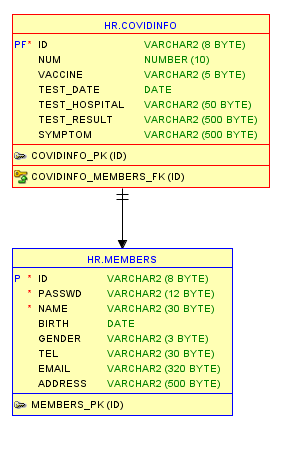 HR.COVIDINFO
PF* ID VARCHAR2 (8 BYTE)
NUM NUMBER (10)
VACCINE VARCHAR2 (5 BYTE)
TEST_DATE DATE
TEST_HOSPITAL VARCHAR2 (50 BYTE)
TEST_RESULT VARCHAR2 (500 BYTE)
SYMPTOM VARCHAR2 (500 BYTE)
COVIDINFO_PK (ID)
COVIDINFO_MEMBERS_FK (ID)
HR.MEMBERS
P * ID VARCHAR2 (8 BYTE)
* PASSWD VARCHAR2 (12 BYTE)
* NAME VARCHAR2 (30 BYTE)
BIRTH DATE
GENDER VARCHAR2 (3 BYTE)
TEL VARCHAR2 (30 BYTE)
EMAIL VARCHAR2 (320 BYTE)
ADDRESS VARCHAR2 (500 BYTE)
MEMBERS_PK (ID)